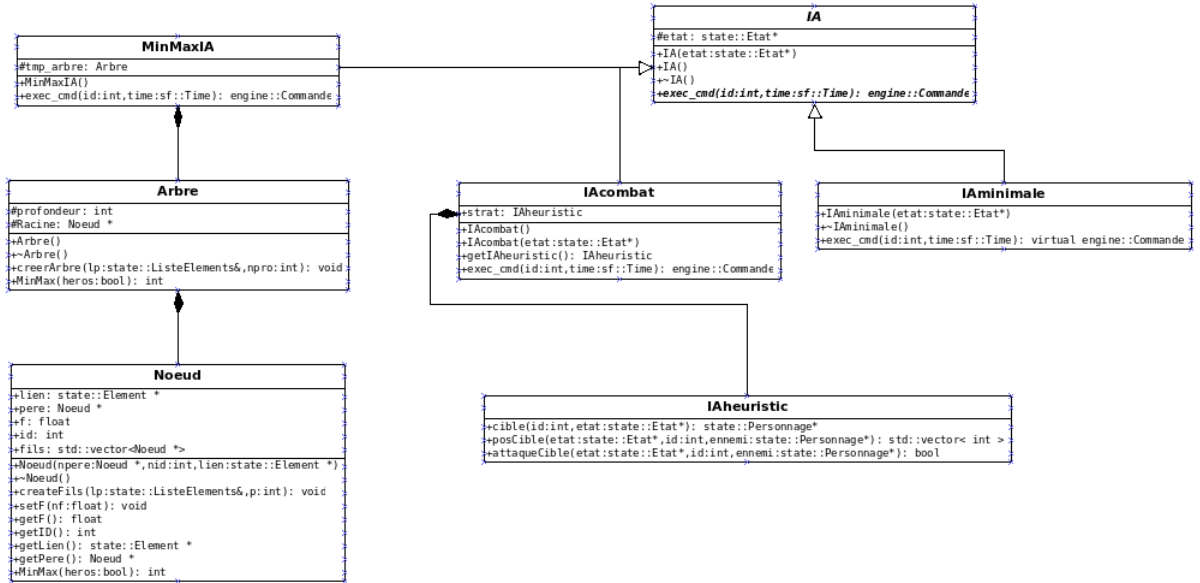 MinMaxIA
#tmp_arbre: Arbre
+MinMaxIA()
+exec_cmd(id:int,time:sf::Time): engine::Commande
IA
#etat: state::Etat*
+IA(etat:state::Etat*)
+IA()
+~IA()
+exec_cmd(id:int,time:sf::Time): engine::Commande
Arbre
#profondeur: int
#Racine: Noeud *
+Arbre()
+~Arbre()
+creerArbre(lp:state::ListeElements&,npro:int): void
+MinMax(heros:bool): int
IAcombat
+strat: IAheuristic
+IAcombat()
+IAcombat(etat:state::Etat*)
+getIAheuristic(): IAheuristic
+exec_cmd(id:int,time:sf::Time): engine::Commande
IAminimale
+IAminimale(etat:state::Etat*)
+~IAminimale()
+exec_cmd(id:int,time:sf::Time): virtual engine::Commande
Noeud
+lien: state::Element *
+pere: Noeud *
+f: float
+id: int
+fils: std::vector<Noeud *>
+Noeud(npere:Noeud *,nid:int,lien:state::Element *)
+~Noeud()
+createFils(lp:state::ListeElements&,p:int): void
+setF(nf:float): void
+getF(): float
+getID(): int
+getLien(): state::Element *
+getPere(): Noeud *
+MinMax(heros:bool): int
IAheuristic
+cible(id:int,etat:state::Etat*): state::Personnage*
+posCible(etat:state::Etat*,id:int,ennemi:state::Personnage*): std::vector< int >
+attaqueCible(etat:state::Etat*,id:int,ennemi:state::Personnage*): bool